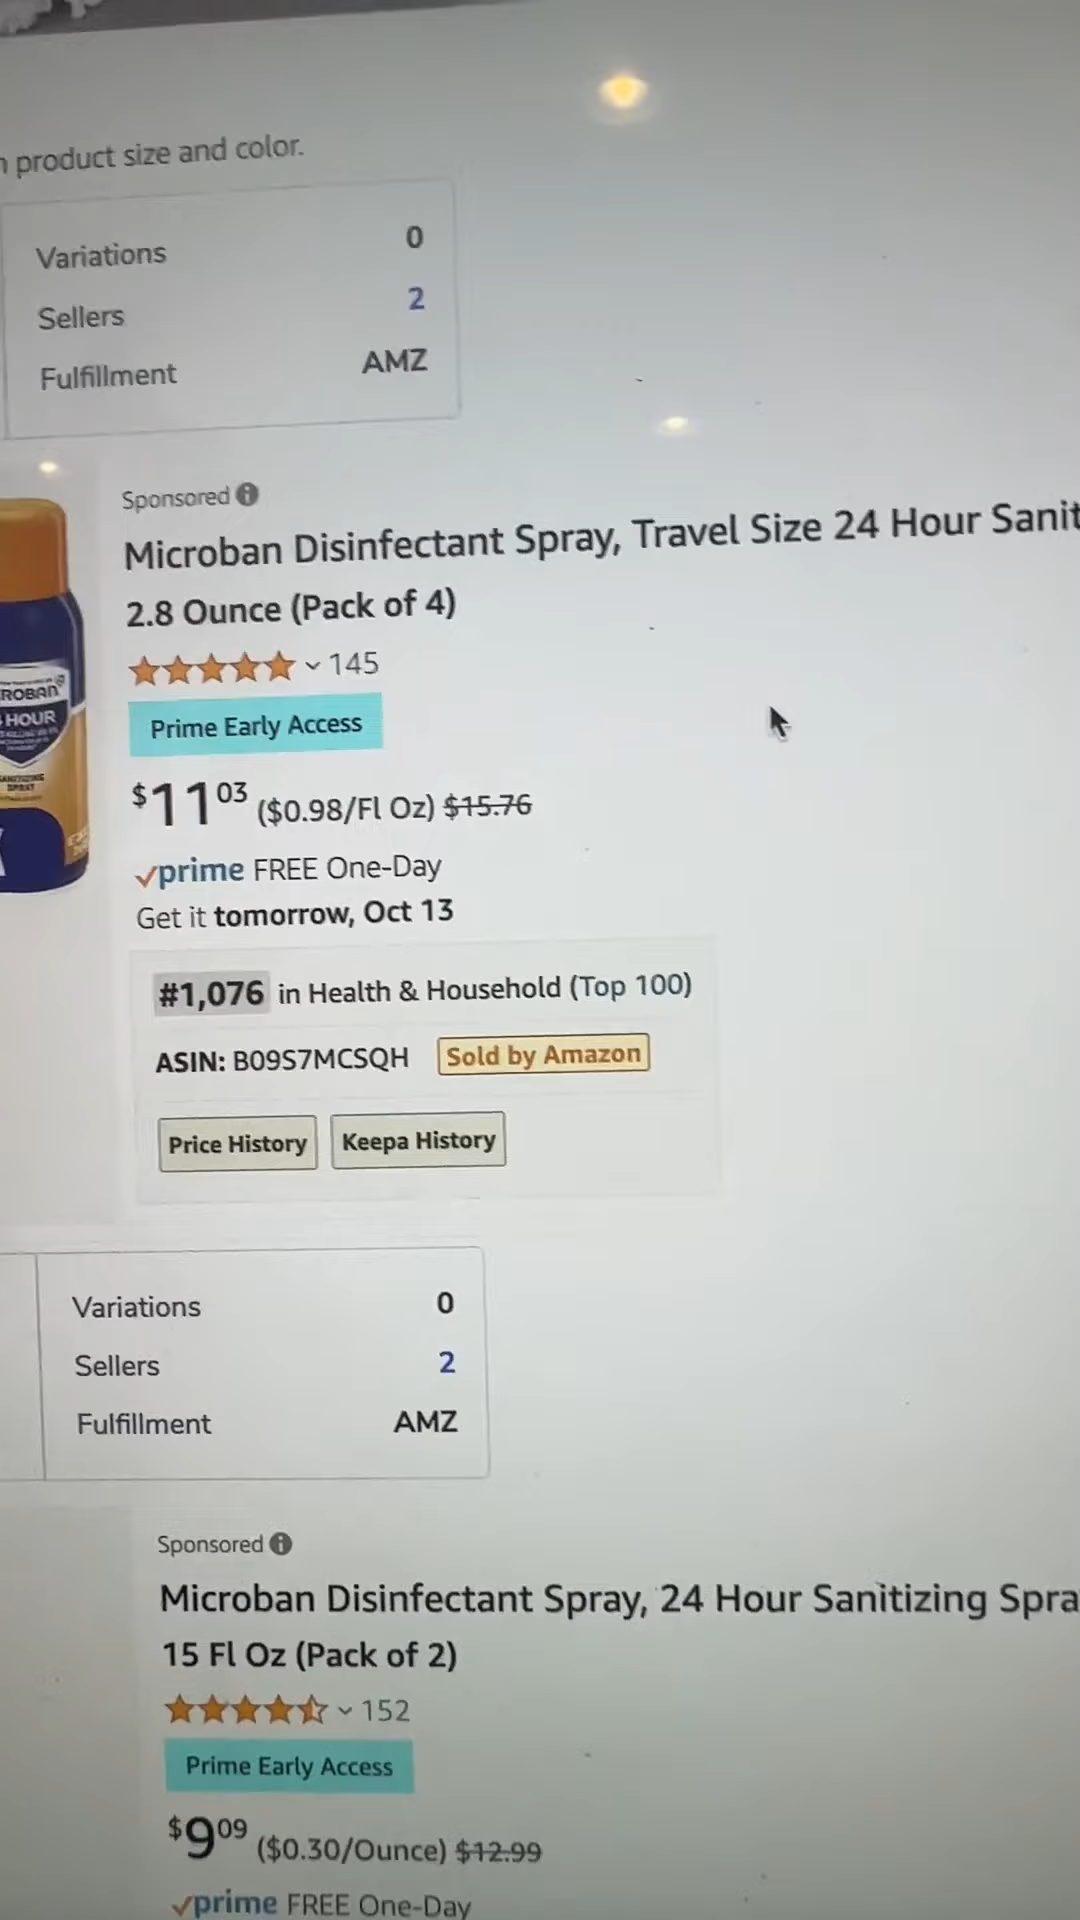 product size and color.
Variations 0
Sellers 2
Fulfillment AMZ
Sponsored
Microban Disinfectant Spray, Travel Size 24 Hour Sanit
2.8 Ounce (Pack of 4)
145
Prime Early Access
$11 03 ($0.98/Fl Oz) $15.76
prime FREE One-Day
Get it tomorrow, Oct 13
ROBAN
HOUR
SANITIZING
SPRAY
#1,076 in Health & Household (Top 100)
ASIN: B09S7MCSQH Sold by Amazon
Price History Keepa History
Variations 0
Sellers 2
Fulfillment AMZ
Sponsored
Microban Disinfectant Spray, 24 Hour Sanitizing Spra
15 Fl Oz (Pack of 2)
152
Prime Early Access
$9 09 ($0.30/Ounce) $12.99
prime FREE One-Day